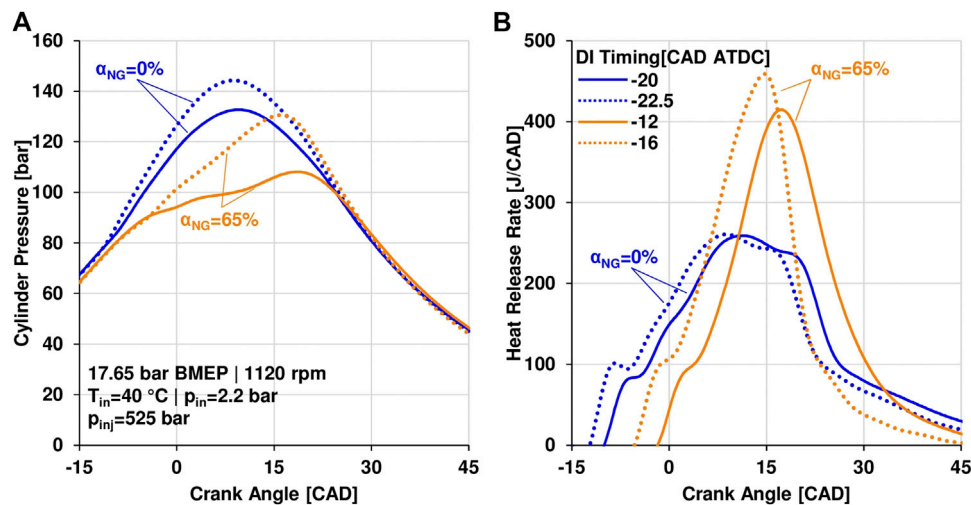 A
Cylinder Pressure [bar]
160
140
120
100
80
60
40
20
0
αNG=0%
αNG=65%
17.65 bar BMEP | 1120 rpm
Tin=40 °C | pin=2.2 bar
pinj=525 bar
-15
0
15
30
45
Crank Angle [CAD]
B
Heat Release Rate [J/CAD]
500
400
300
200
100
0
DI Timing[CAD ATDC]
-20
-22.5
-12
-16
αNG=65%
αNG=0%
-15
0
15
30
45
Crank Angle [CAD]